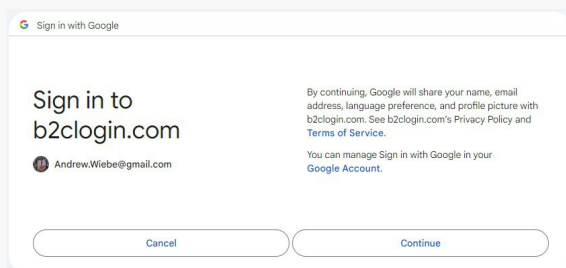 Sign in with Google
Sign in to
b2clogin.com
Andrew.Wiebe@gmail.com
By continuing, Google will share your name, email
address, language preference, and profile picture with
b2clogin.com. See b2clogin.com's Privacy Policy and
Terms of Service.
You can manage Sign in with Google in your
Google Account.
Cancel
Continue